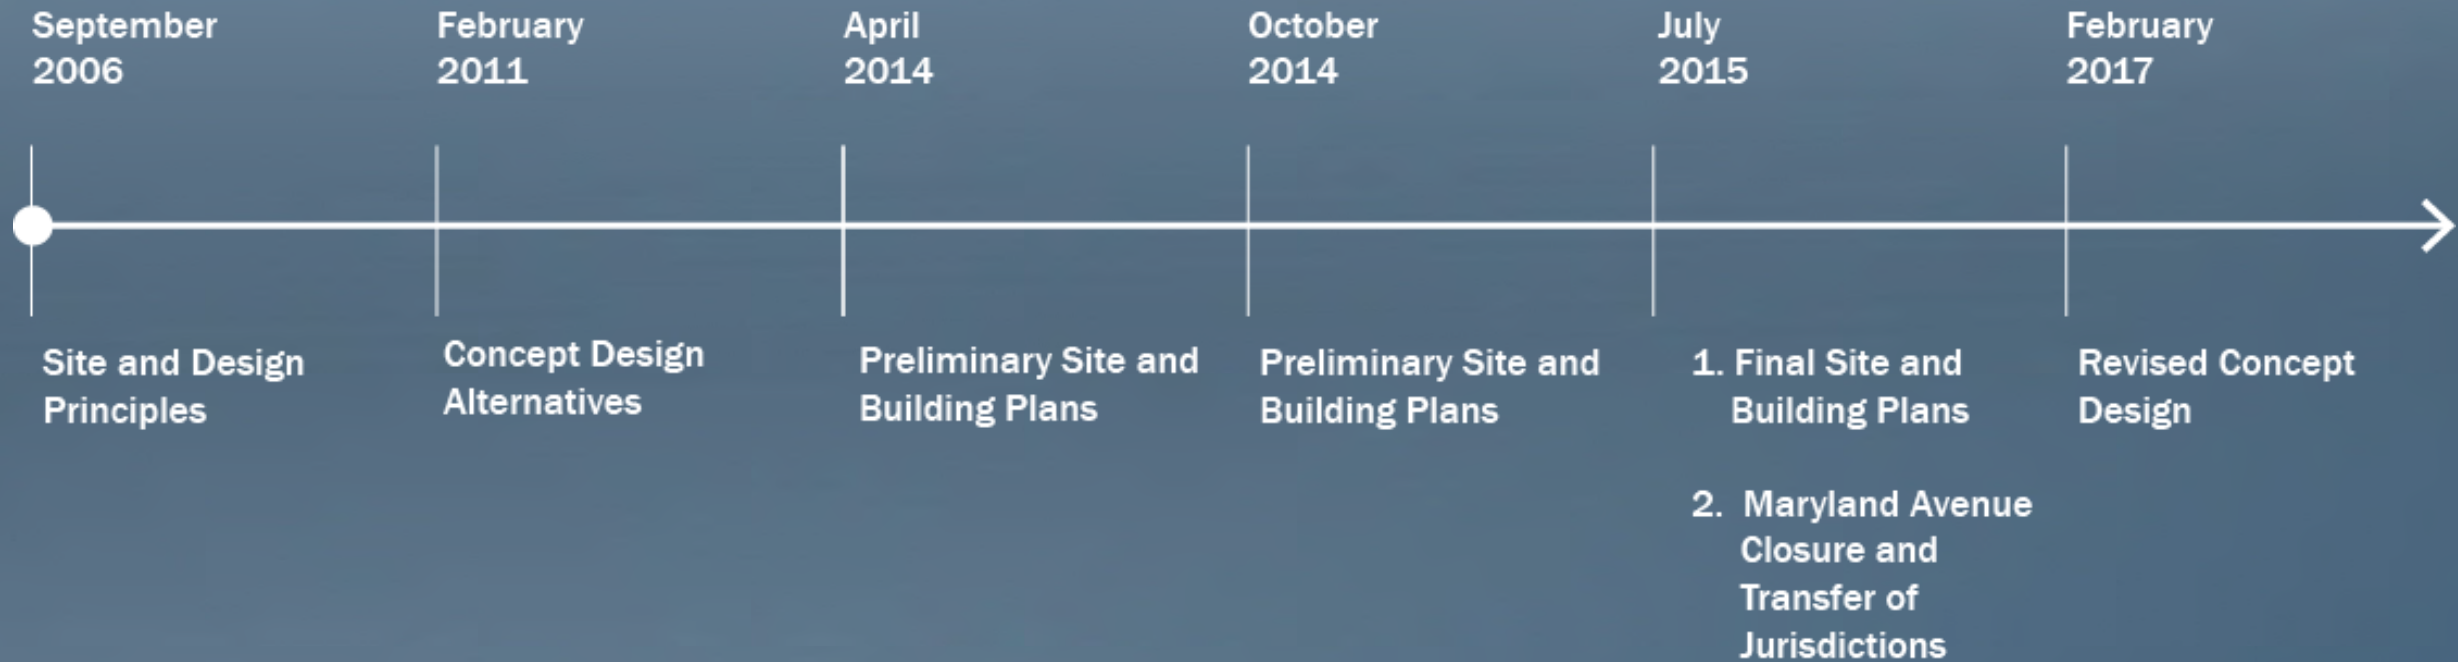 September
2006
February
2011
April
2014
October
2014
July
2015
February
2017
Site and Design
Principles
Concept Design
Alternatives
Preliminary Site and
Building Plans
Preliminary Site and
Building Plans
1. Final Site and
Building Plans
2. Maryland Avenue
Closure and
Transfer of
Jurisdictions
Revised Concept
Design